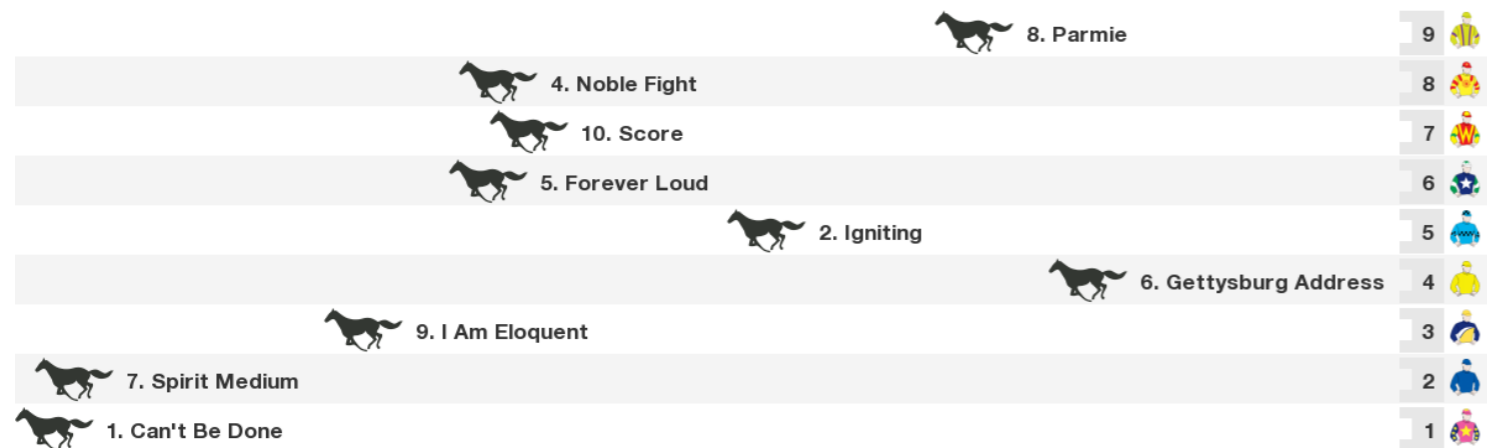 8. Parmie 9
4. Noble Fight 8
10. Score 7
5. Forever Loud 6
2. Igniting 5
6. Gettysburg Address 4
9. I Am Eloquent 3
7. Spirit Medium 2
1. Can't Be Done 1